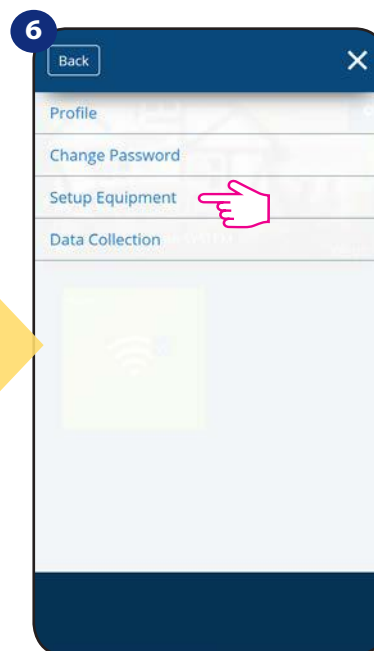 6
Back
Profile
Change Password
Setup Equipment
Data Collection